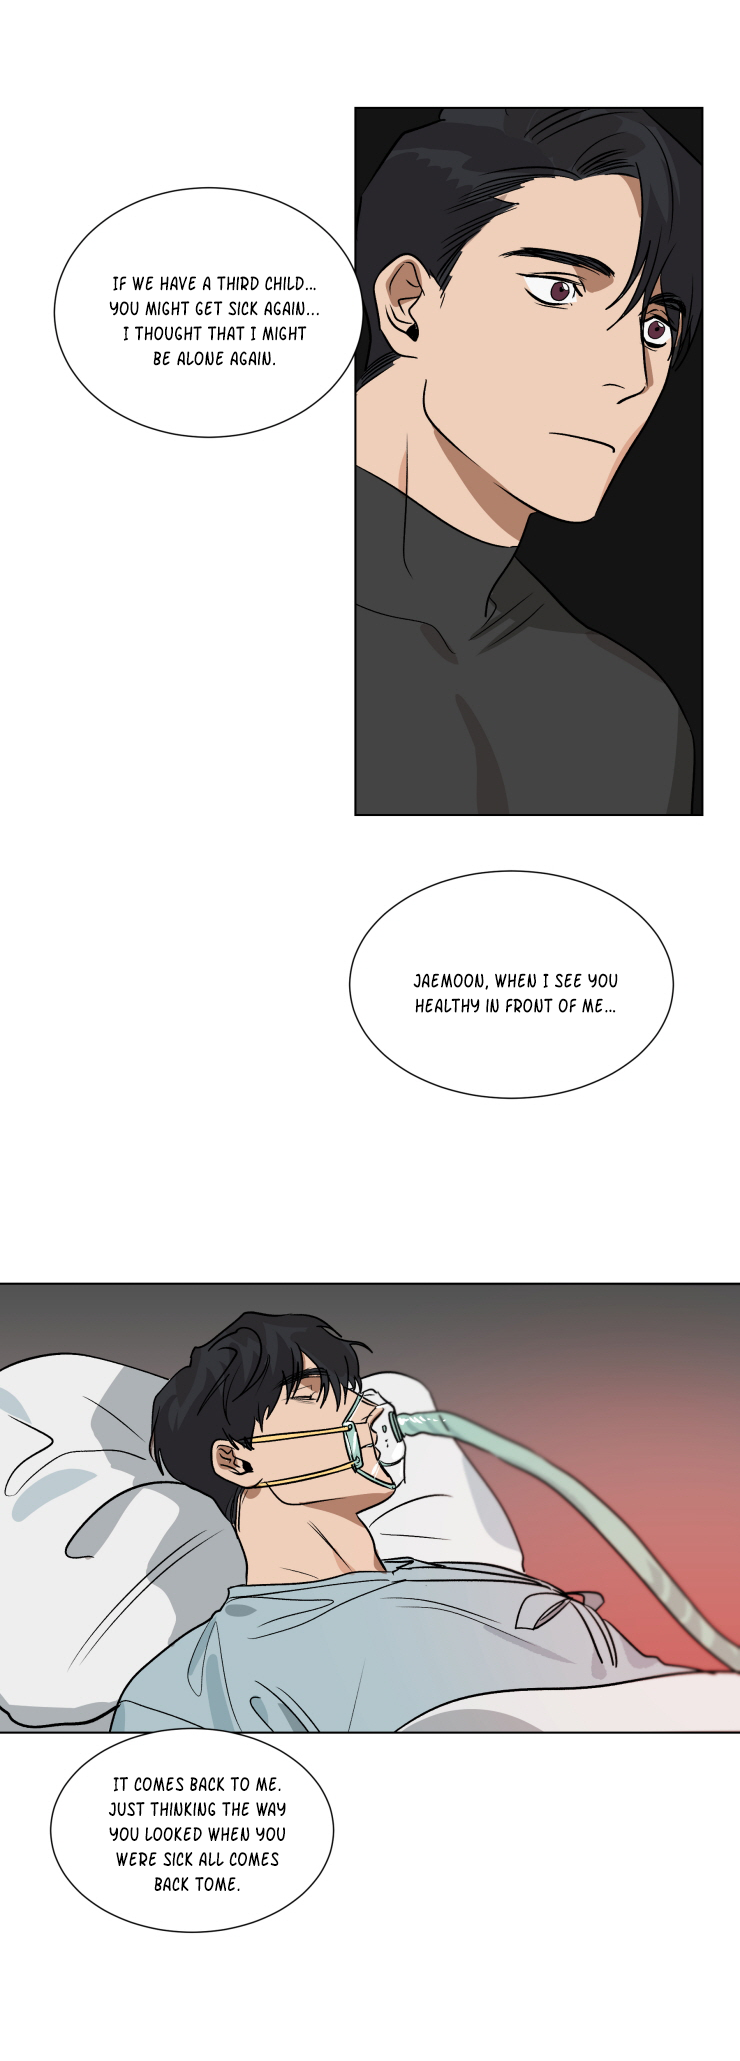 IF WE HAVE A THIRD CHILD...
YOU MIGHT GET SICK AGAIN...
I THOUGHT THAT I MIGHT
BE ALONE AGAIN.
JAEMOON, WHEN I SEE YOU
HEALTHY IN FRONT OF ME...
IT COMES BACK TO ME.
JUST THINKING THE WAY
YOU LOOKED WHEN YOU
WERE SICK ALL COMES
BACK TOME.